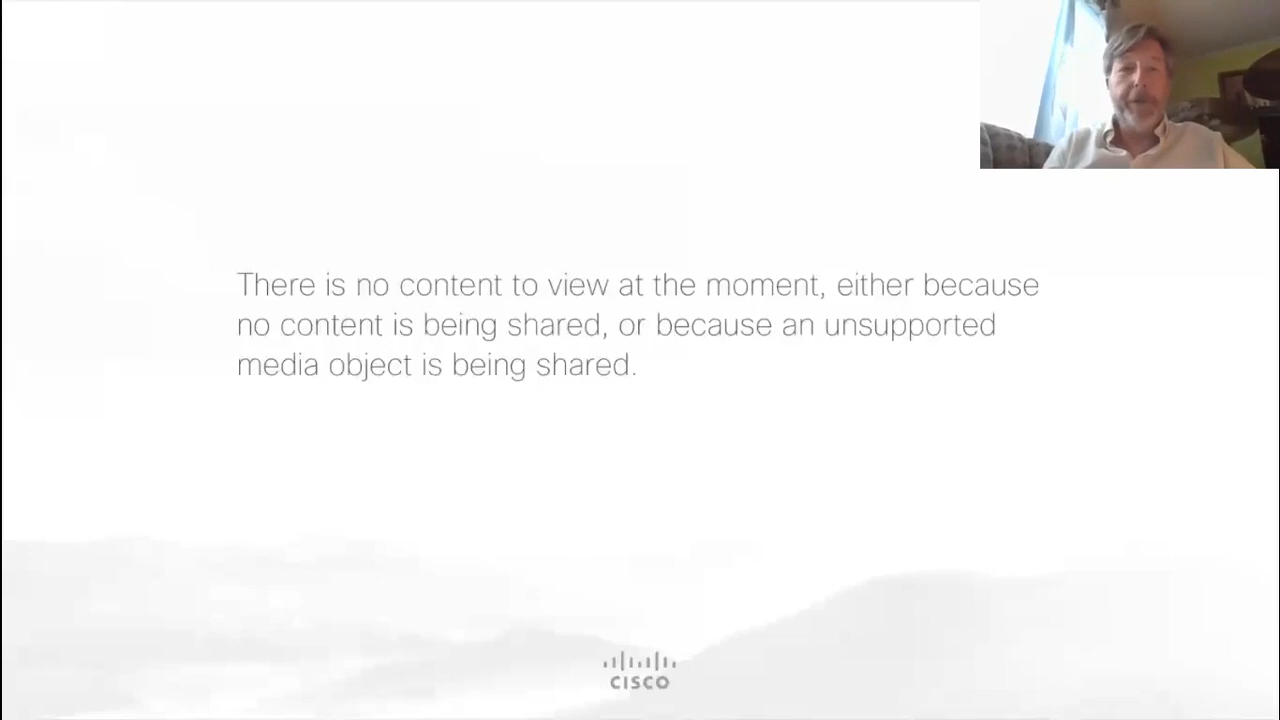 There is no content to view at the moment, either because
no content is being shared, or because an unsupported
media object is being shared.
CISCO